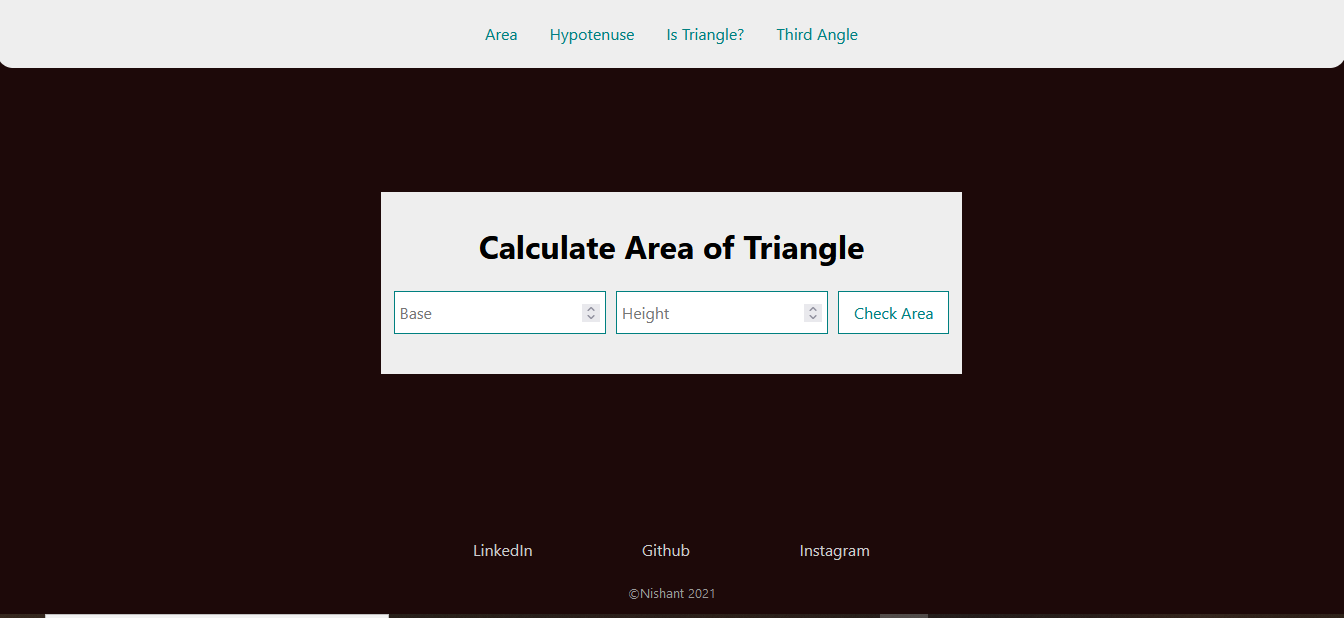 Area Hypotenuse Is Triangle? Third Angle
Calculate Area of Triangle
Base Height Check Area
LinkedIn Github Instagram
©Nishant 2021